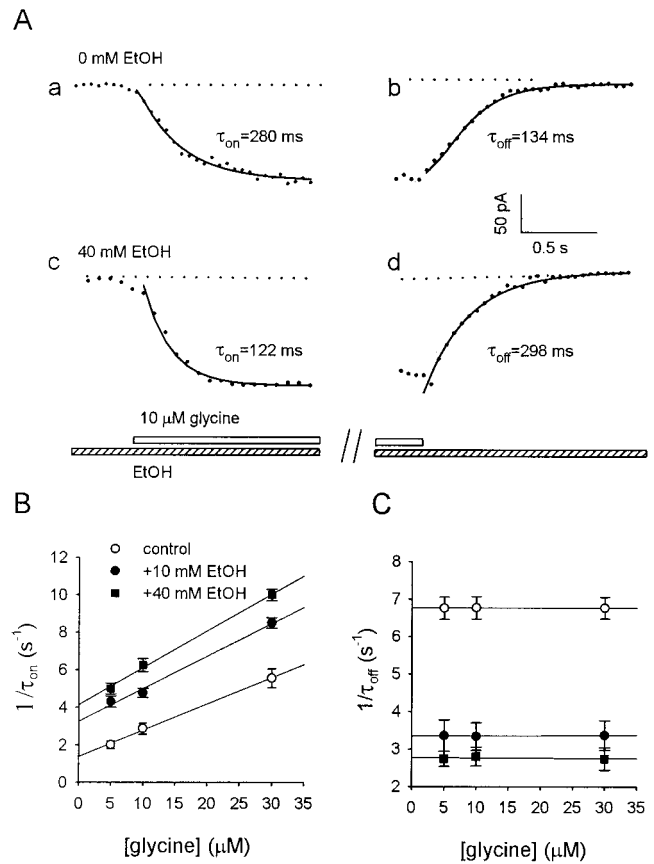 A
0 mM EtOH
a
b
τon=280 ms
τoff=134 ms
50 pA
0.5 s
40 mM EtOH
c
d
τon=122 ms
τoff=298 ms
10 μM glycine
EtOH
B
C
control
+10 mM EtOH
+40 mM EtOH
12
10
8
6
4
2
0
1/τon (s⁻¹)
0 5 10 15 20 25 30 35
[glycine] (μM)
8
7
6
5
4
3
2
1/τoff (s⁻¹)
0 5 10 15 20 25 30 35
[glycine] (μM)